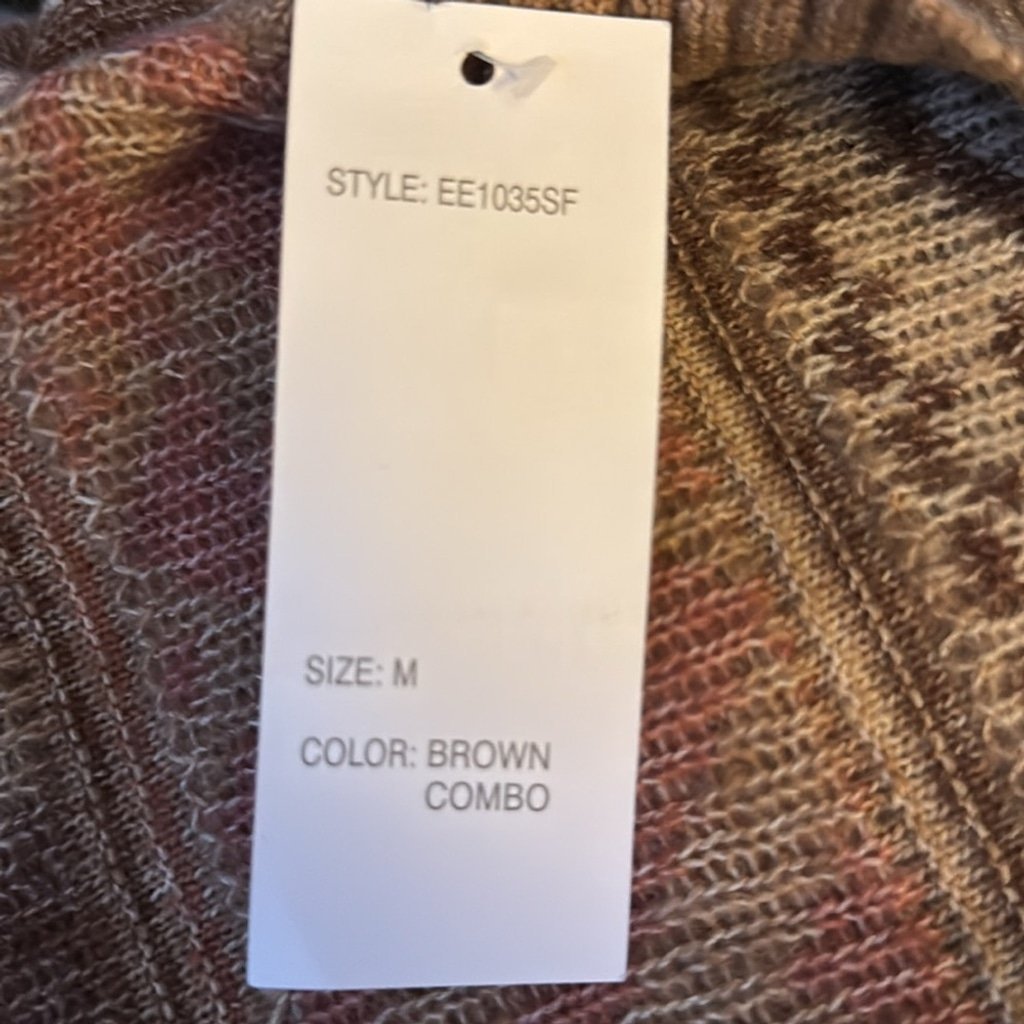 STYLE: EE1035SF
SIZE: M
COLOR: BROWN
COMBO